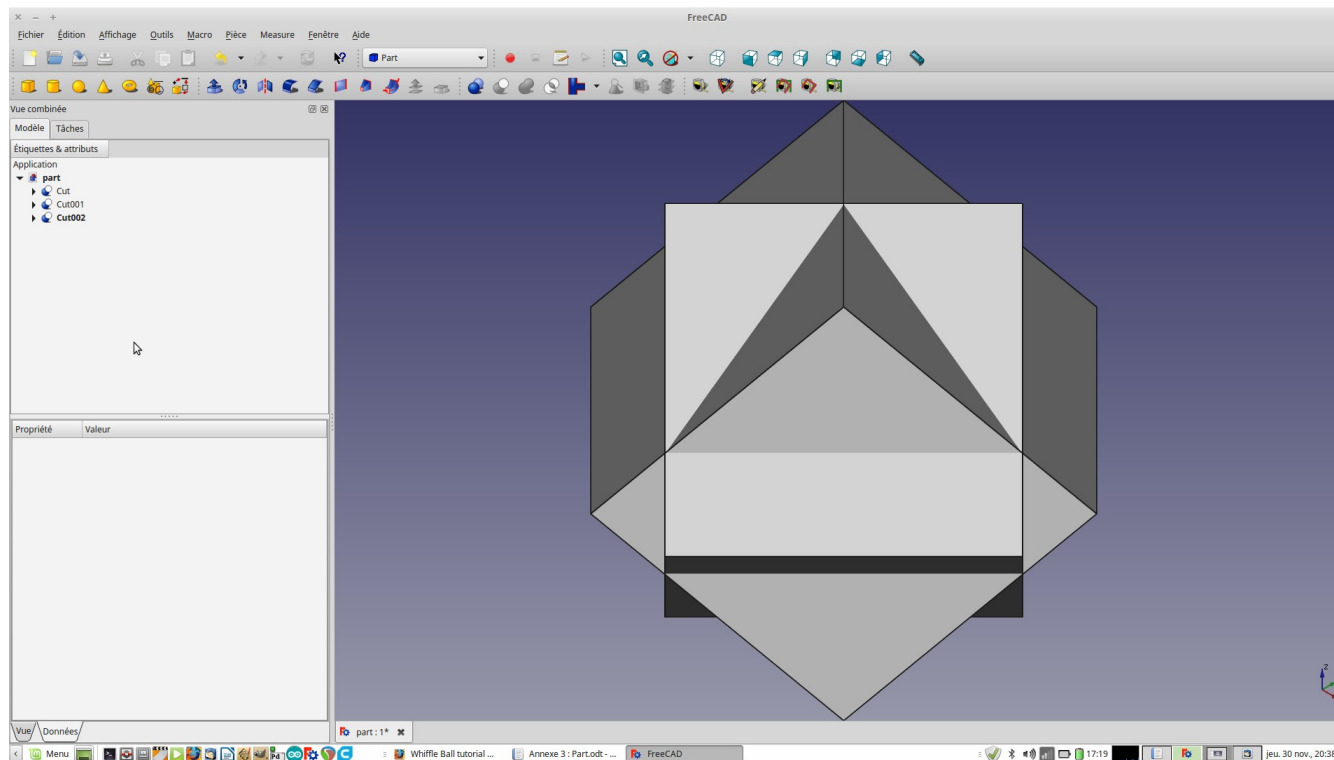 FreeCAD
Fichier Édition Affichage Outils Macro Pièce Measure Fenêtre Aide
Part
Vue combinée
Modèle Tâches
Étiquettes & attributs
Application
part
Cut
Cut001
Cut002
Propriété Valeur
Z
Vue Données
part : 1*
Menu Whiffle Ball tutorial ... Annexe 3 : Part.odt - ... FreeCAD 17:19 jeu. 30 nov., 20:38